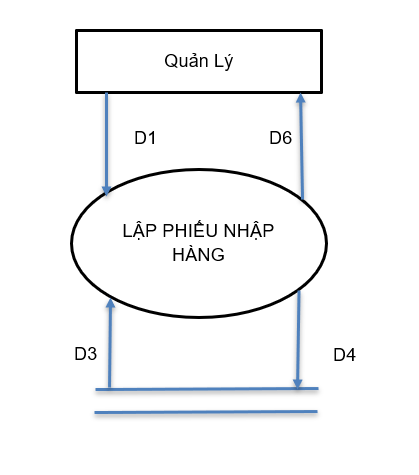 Quản Lý
D1
D6
LẬP PHIẾU NHẬP
HÀNG
D3
D4